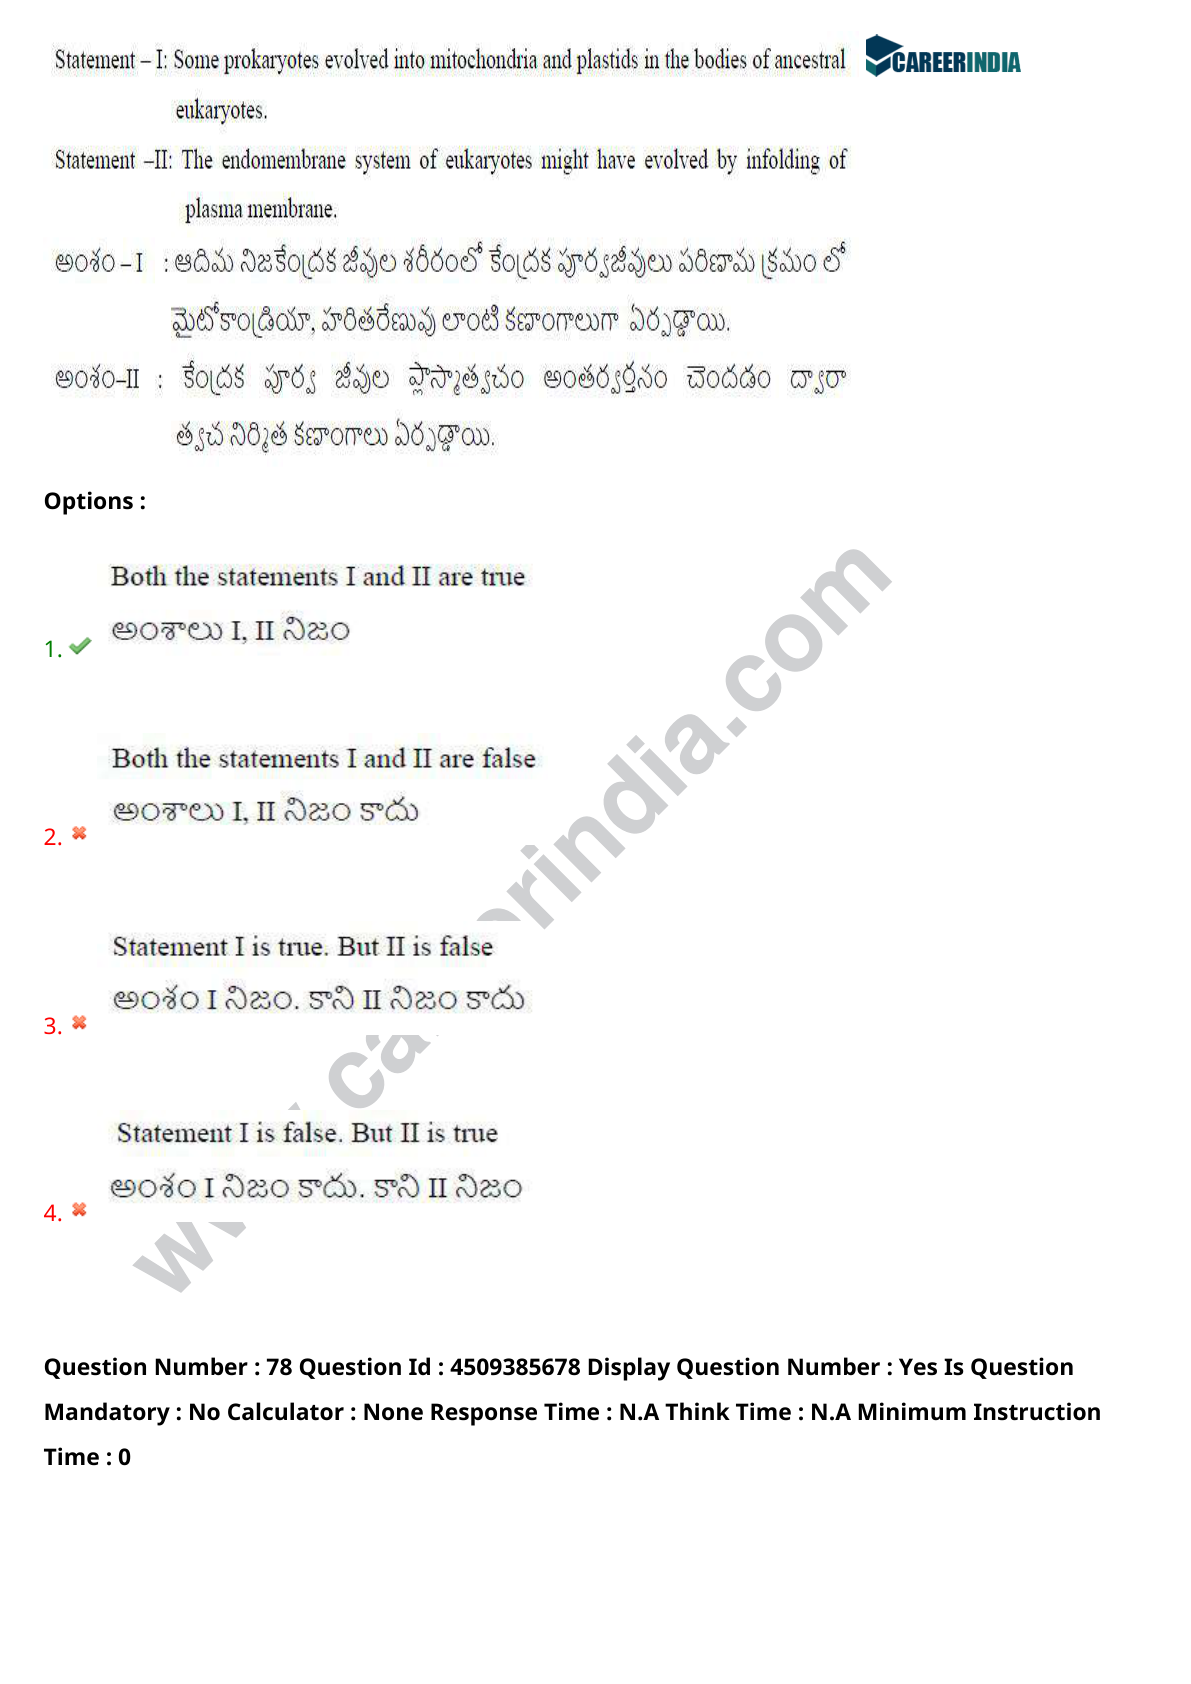 Statement – I: Some prokaryotes evolved into mitochondria and plastids in the bodies of ancestral
CAREERINDIA
eukaryotes.
Statement –II: The endomembrane system of eukaryotes might have evolved by infolding of
plasma membrane.
అంశం – I : ఆదిమ నిజకేంద్రక జీవుల శరీరంలో కేంద్రక పూర్వజీవులు పరిణామ క్రమం లో
మైటోకాండ్రియా, హరితరేణువు లాంటి కణాంగాలుగా ఏర్పడ్డాయి.
అంశం–II : కేంద్రక పూర్వ జీవుల ప్లాస్మాత్వచం అంతర్వర్తనం చెందడం ద్వారా
త్వచ నిర్మిత కణాంగాలు ఏర్పడ్డాయి.
Options :
Both the statements I and II are true
అంశాలు I, II నిజం
1.
Both the statements I and II are false
అంశాలు I, II నిజం కాదు
2.
Statement I is true. But II is false
అంశం I నిజం. కాని II నిజం కాదు
3.
Statement I is false. But II is true
అంశం I నిజం కాదు. కాని II నిజం
4.
Question Number : 78 Question Id : 4509385678 Display Question Number : Yes Is Question
Mandatory : No Calculator : None Response Time : N.A Think Time : N.A Minimum Instruction
Time : 0